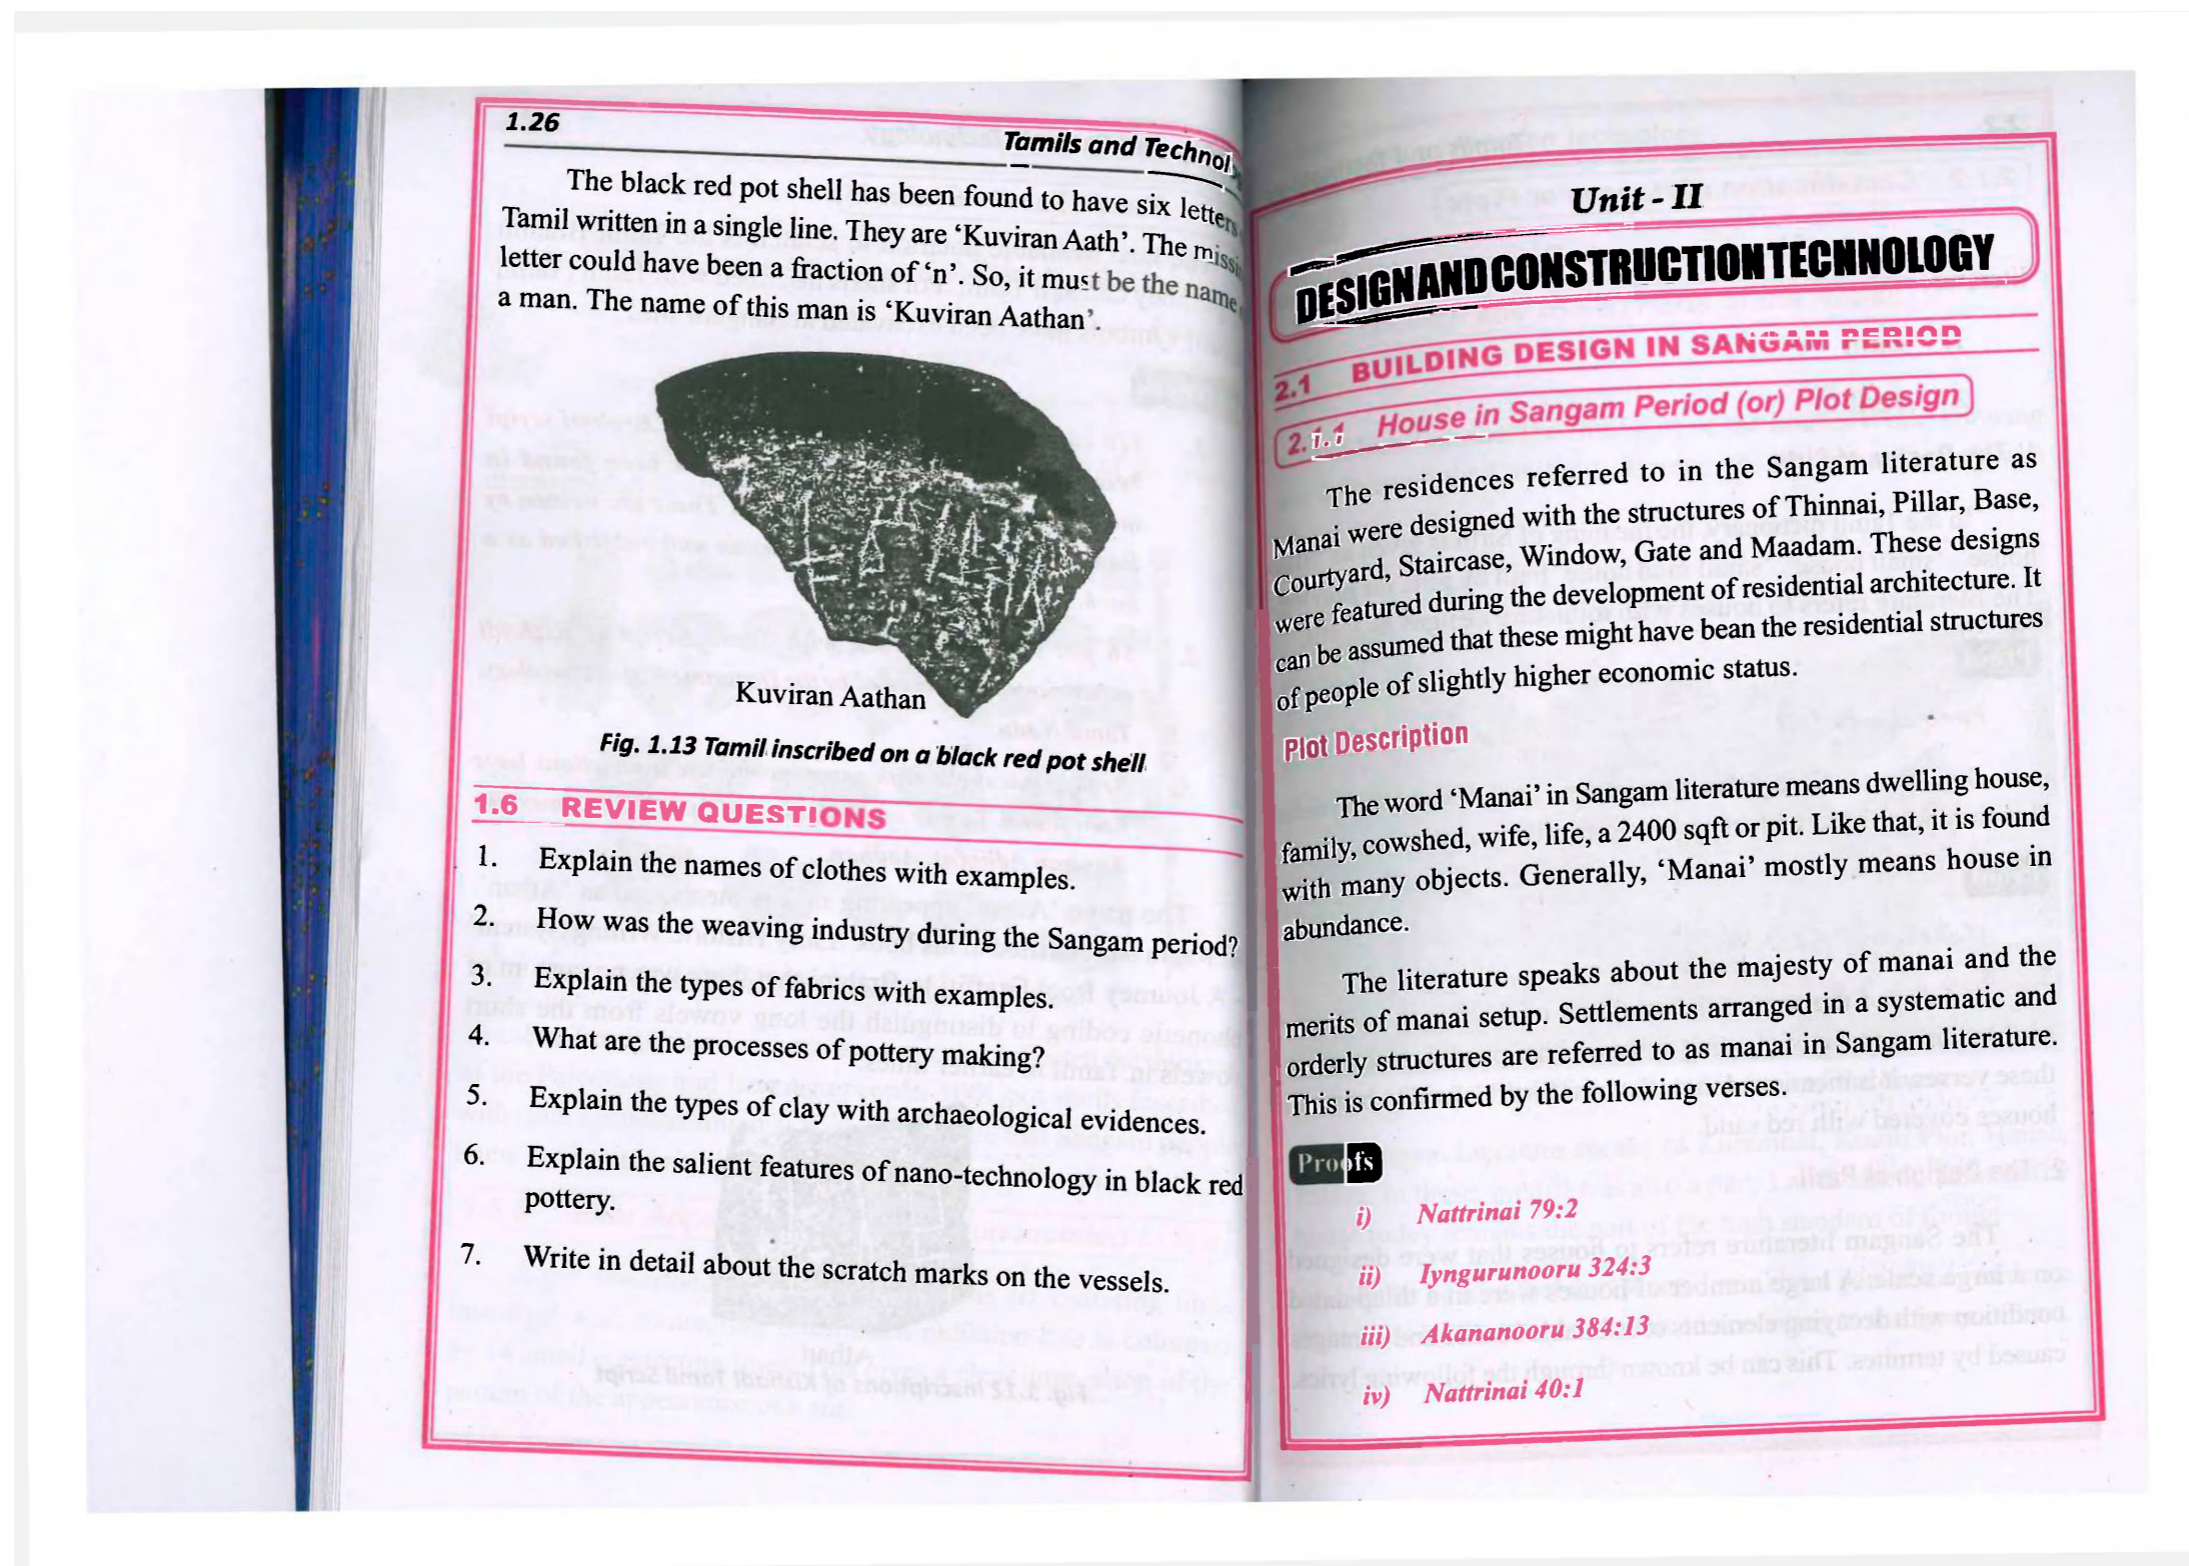 1.26
Tamils and Technol
The black red pot shell has been found to have six letters
Tamil written in a single line. They are ‘Kuviran Aath’. The missi
letter could have been a fraction of ‘n’. So, it must be the name
a man. The name of this man is ‘Kuviran Aathan’.
Kuviran Aathan
Fig. 1.13 Tamil inscribed on a black red pot shell
1.6 REVIEW QUESTIONS
1. Explain the names of clothes with examples.
2. How was the weaving industry during the Sangam period?
3. Explain the types of fabrics with examples.
4. What are the processes of pottery making?
5. Explain the types of clay with archaeological evidences.
6. Explain the salient features of nano-technology in black red
pottery.
7. Write in detail about the scratch marks on the vessels.
Unit - II
DESIGN AND CONSTRUCTION TECNNOLOGY
2.1 BUILDING DESIGN IN SANGAM PERIOD
2.1.1 House in Sangam Period (or) Plot Design
The residences referred to in the Sangam literature as
Manai were designed with the structures of Thinnai, Pillar, Base,
Courtyard, Staircase, Window, Gate and Maadam. These designs
were featured during the development of residential architecture. It
can be assumed that these might have bean the residential structures
of people of slightly higher economic status.
Plot Description
The word ‘Manai’ in Sangam literature means dwelling house,
family, cowshed, wife, life, a 2400 sqft or pit. Like that, it is found
with many objects. Generally, ‘Manai’ mostly means house in
abundance.
The literature speaks about the majesty of manai and the
merits of manai setup. Settlements arranged in a systematic and
orderly structures are referred to as manai in Sangam literature.
This is confirmed by the following verses.
Proofs
i) Nattrinai 79:2
ii) Iyngurunooru 324:3
iii) Akananooru 384:13
iv) Nattrinai 40:1